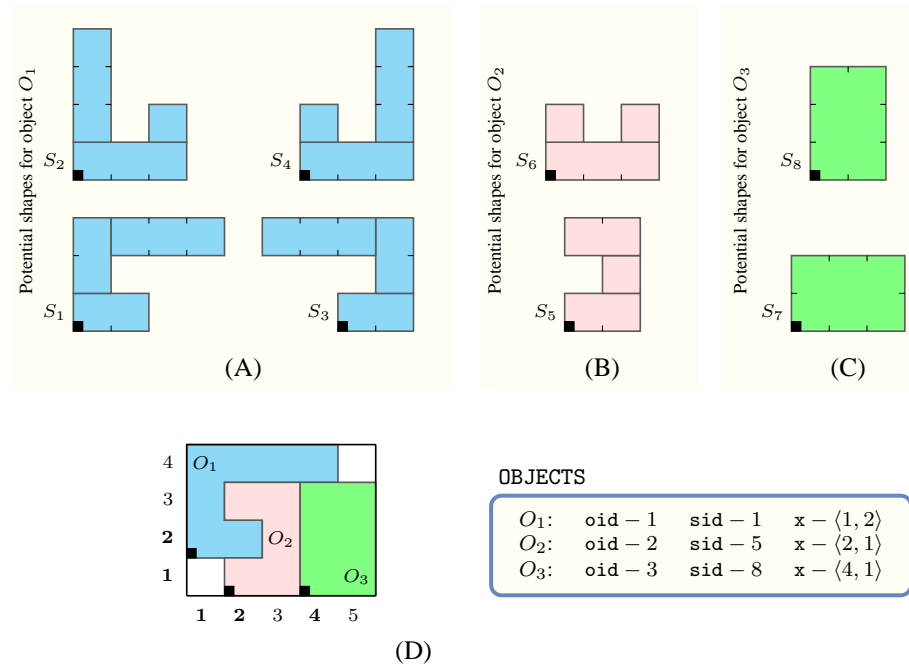 Potential shapes for object O₁
S₂
S₄
S₁
S₃
(A)
Potential shapes for object O₂
S₆
S₅
(B)
Potential shapes for object O₃
S₈
S₇
(C)
4
3
2
1
O₁
O₂
O₃
1 2 3 4 5
OBJECTS
O₁: oid − 1 sid − 1 x − ⟨1, 2⟩
O₂: oid − 2 sid − 5 x − ⟨2, 1⟩
O₃: oid − 3 sid − 8 x − ⟨4, 1⟩
(D)